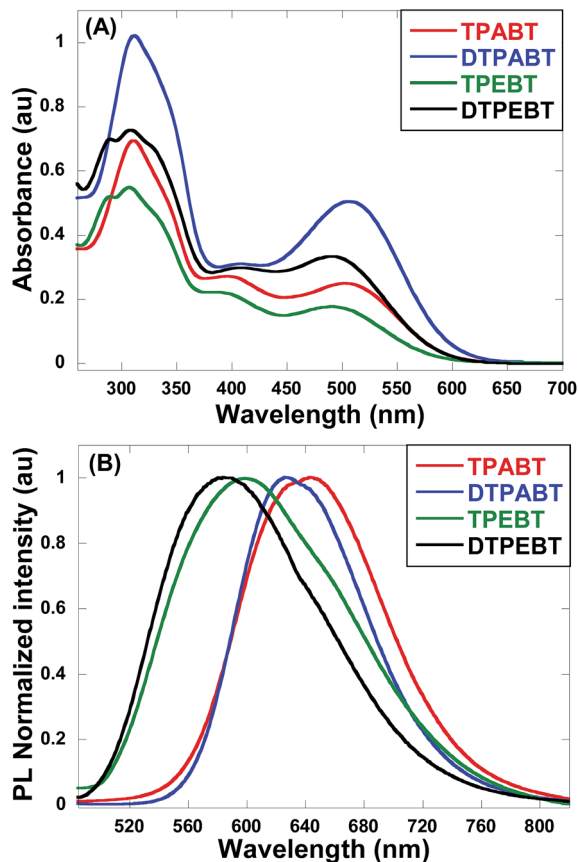 (A)
TPABT
DTPABT
TPEBT
DTPEBT
Absorbance (au)
1
0.8
0.6
0.4
0.2
0
300 350 400 450 500 550 600 650 700
Wavelength (nm)
(B)
TPABT
DTPABT
TPEBT
DTPEBT
PL Normalized intensity (au)
1
0.8
0.6
0.4
0.2
0
520 560 600 640 680 720 760 800
Wavelength (nm)